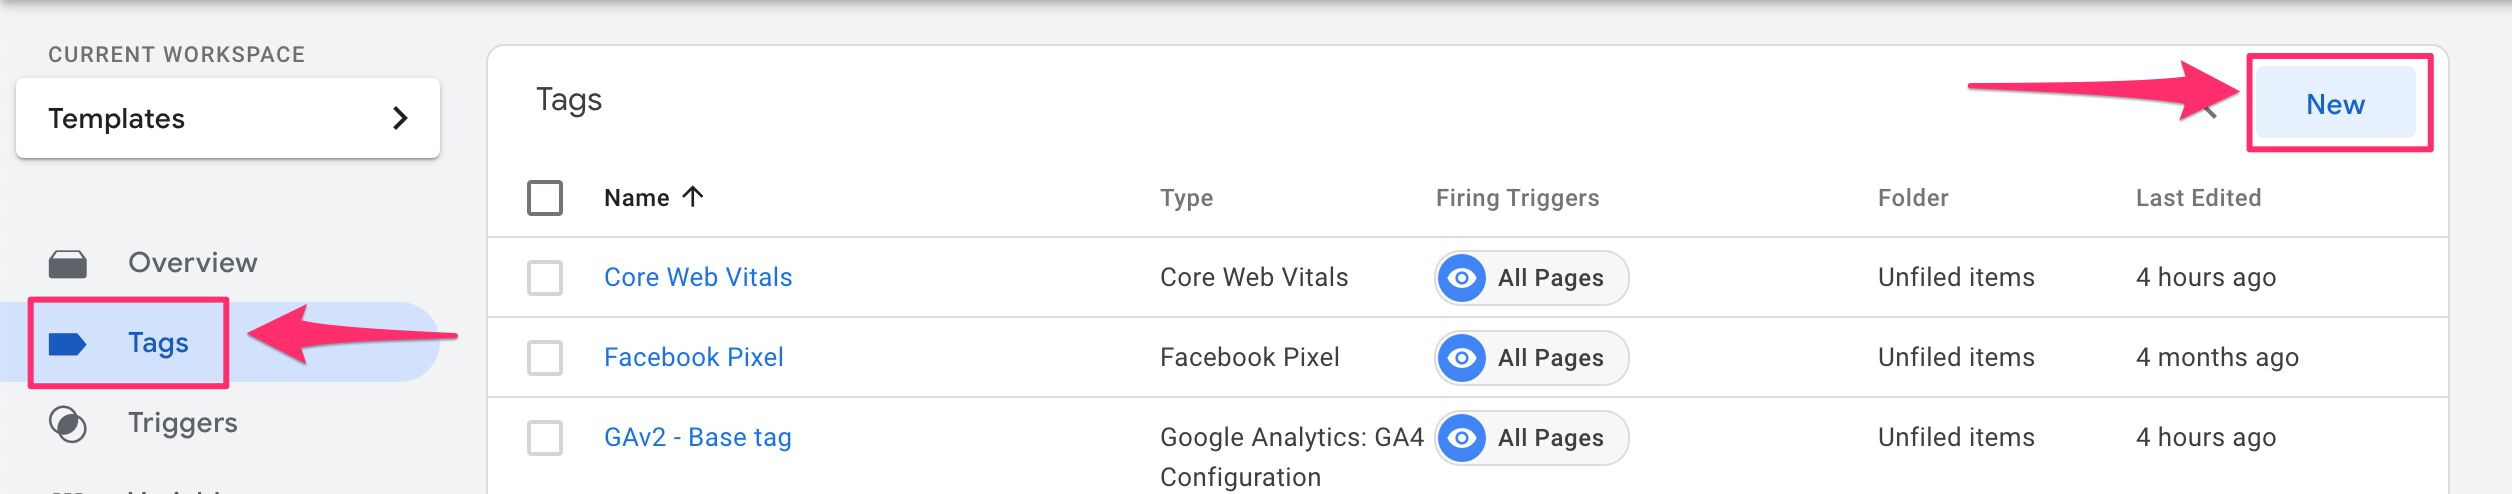 CURRENT WORKSPACE
Templates
Overview
Tags
Triggers
Tags
New
Name Type Firing Triggers Folder Last Edited
Core Web Vitals Core Web Vitals All Pages Unfiled items 4 hours ago
Facebook Pixel Facebook Pixel All Pages Unfiled items 4 months ago
GAv2 - Base tag Google Analytics: GA4 All Pages Unfiled items 4 hours ago
Configuration